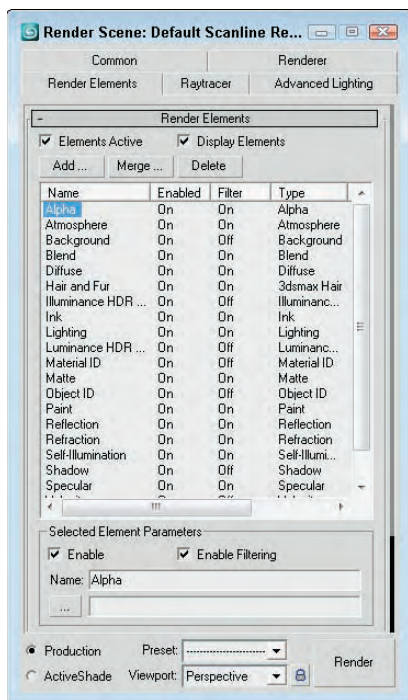 Render Scene: Default Scanline Re...
Common Renderer
Render Elements Raytracer Advanced Lighting
- Render Elements
Elements Active Display Elements
Add ... Merge ... Delete
Name Enabled Filter Type
Alpha On On Alpha
Atmosphere On On Atmosphere
Background On Off Background
Blend On On Blend
Diffuse On On Diffuse
Hair and Fur On On 3dsmax Hair
Illuminance HDR ... On Off Illuminanc...
Ink On On Ink
Lighting On On Lighting
Luminance HDR ... On Off Luminanc...
Material ID On Off Material ID
Matte On On Matte
Object ID On Off Object ID
Paint On On Paint
Reflection On On Reflection
Refraction On On Refraction
Self-Illumination On On Self-Illumi...
Shadow On Off Shadow
Specular On On Specular
Selected Element Parameters
Enable Enable Filtering
Name: Alpha
...
Production Preset: ---------------------
ActiveShade Viewport: Perspective
Render